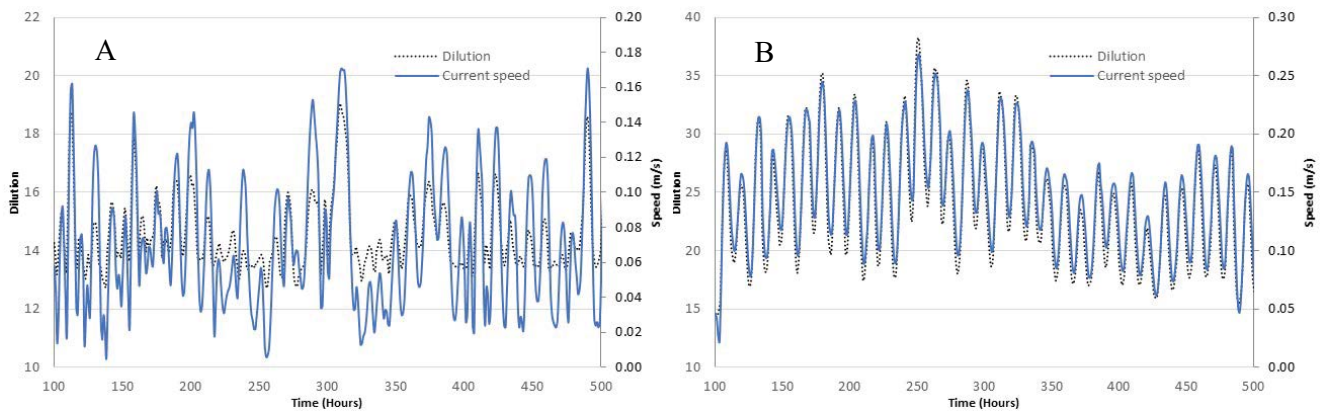 A
Dilution
Current speed
22
20
18
16
14
12
10
Dilution
0.20
0.18
0.16
0.14
0.12
0.10
0.08
0.06
0.04
0.02
0.00
Speed (m/s)
100 150 200 250 300 350 400 450 500
Time (Hours)
B
Dilution
Current speed
40
35
30
25
20
15
10
Dilution
0.30
0.25
0.20
0.15
0.10
0.05
0.00
Speed (m/s)
100 150 200 250 300 350 400 450 500
Time (Hours)